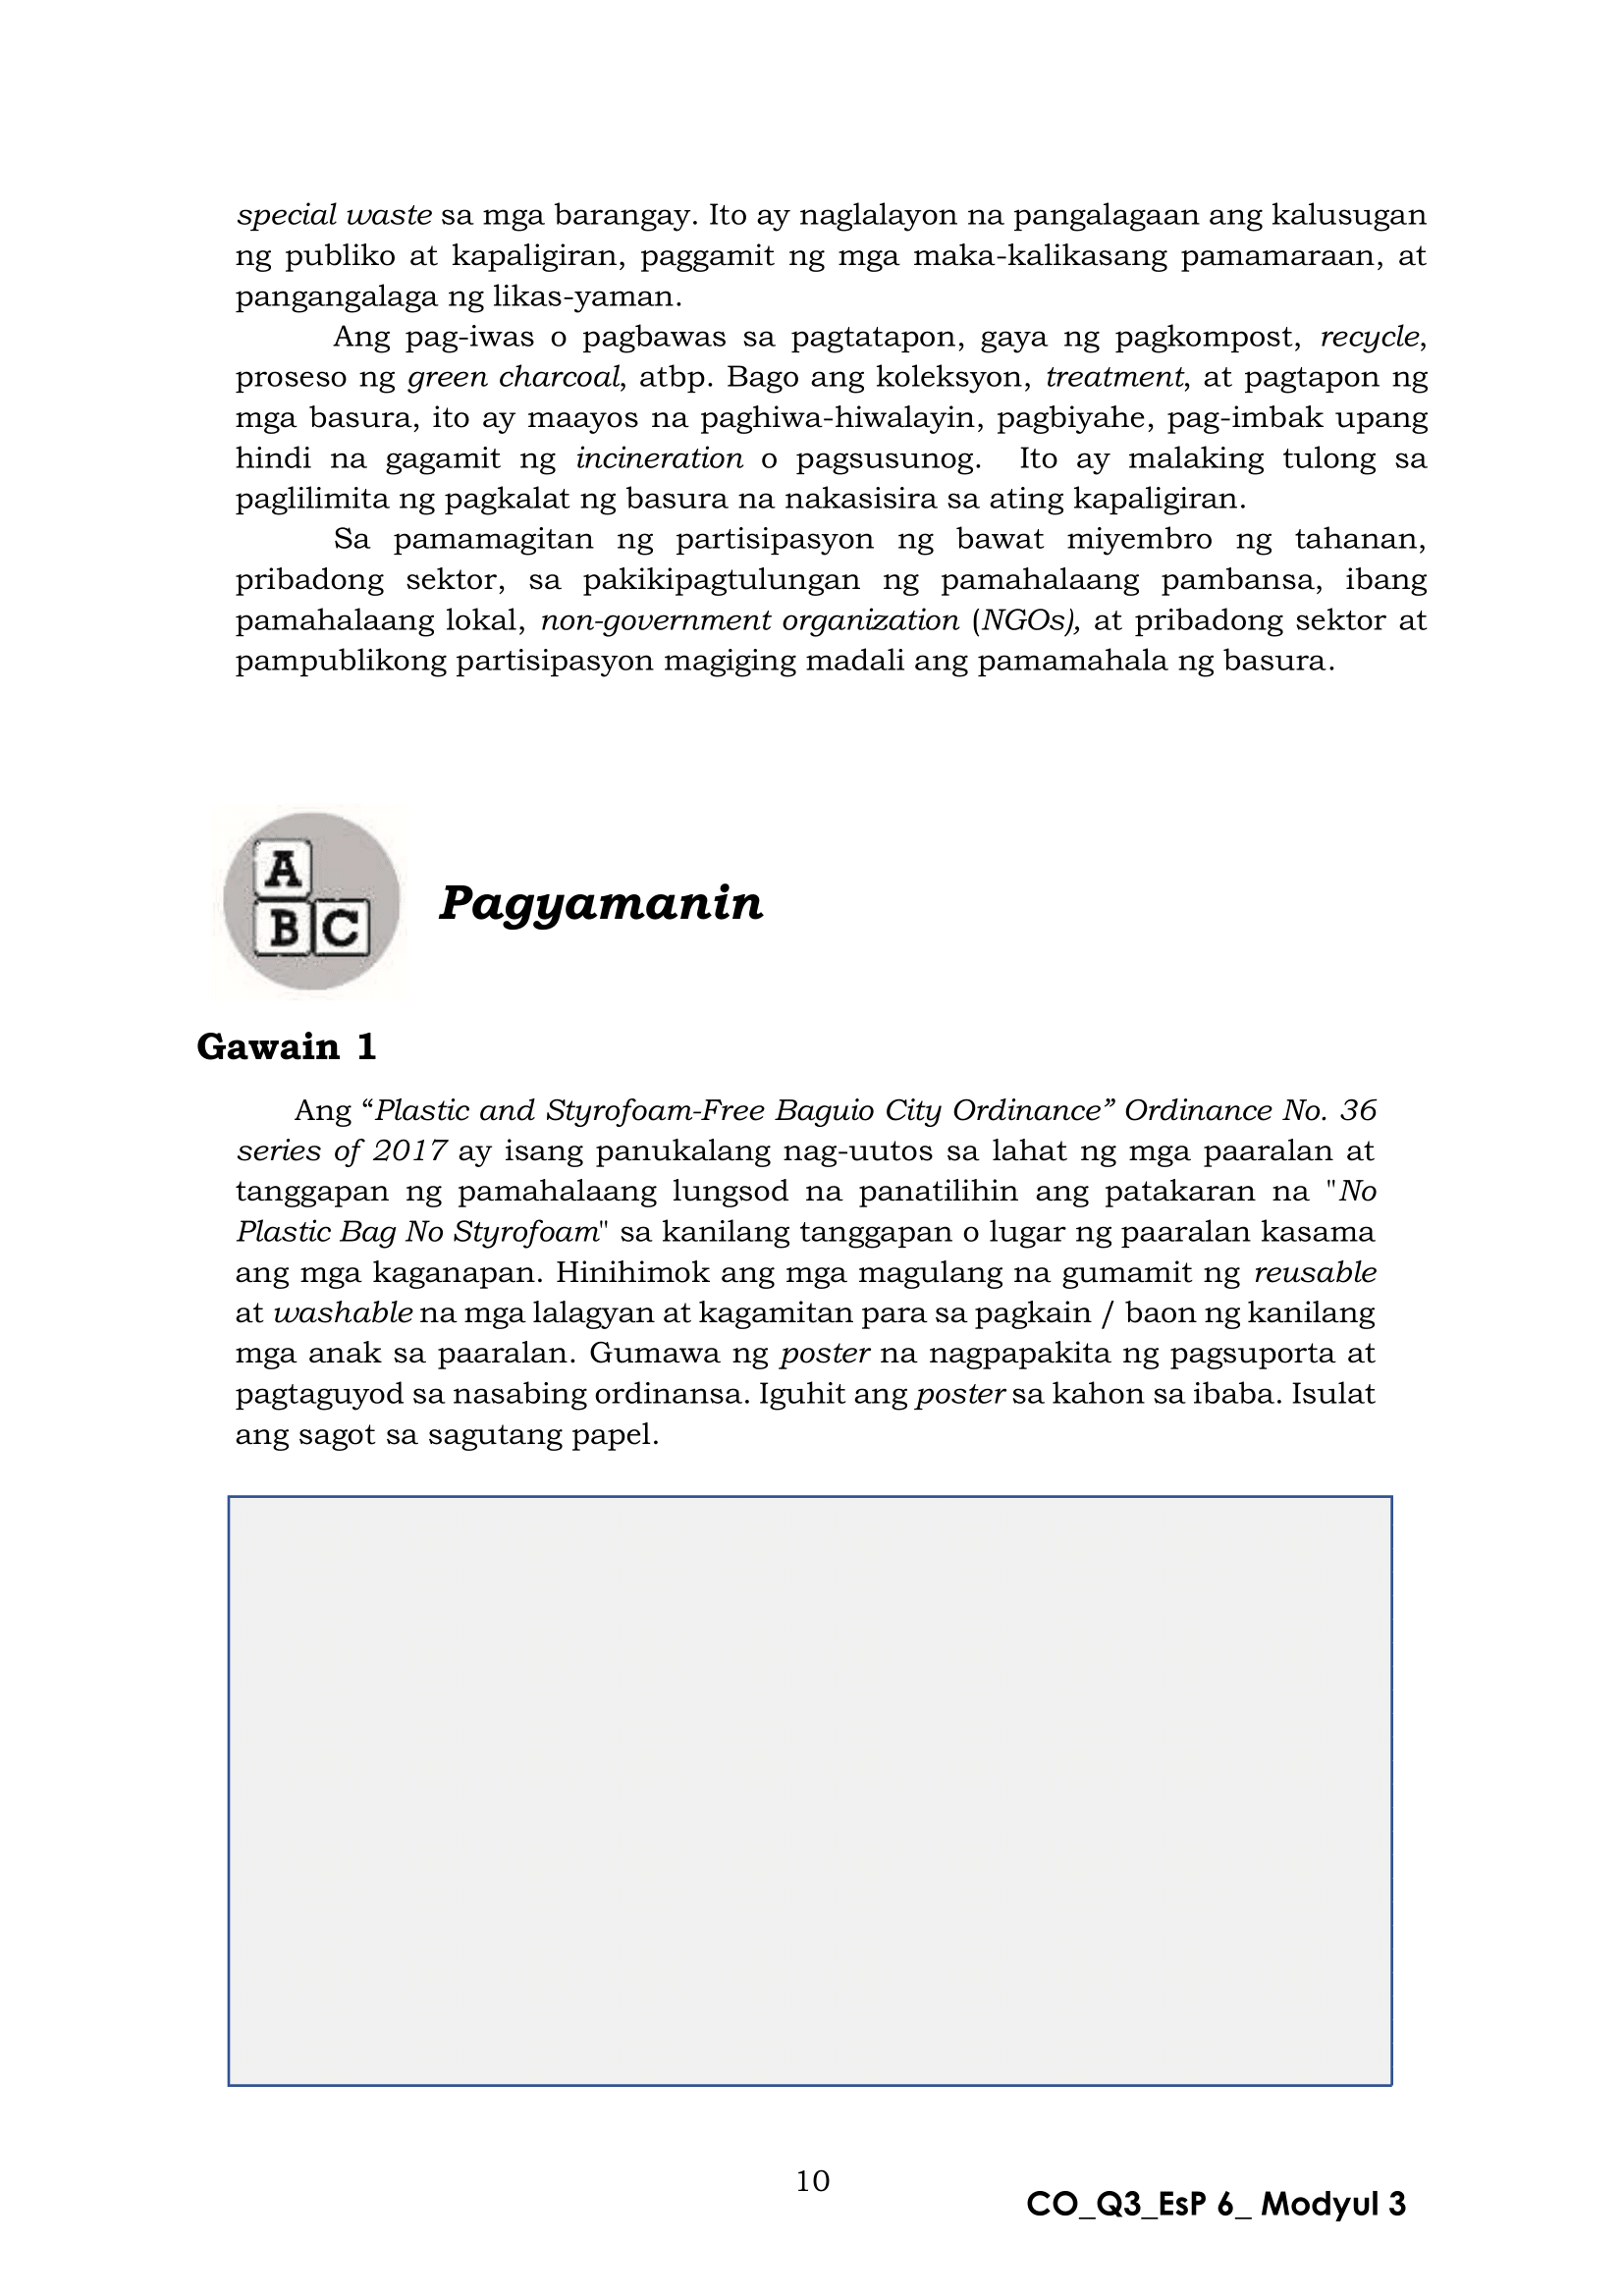 special waste sa mga barangay. Ito ay naglalayon na pangalagaan ang kalusugan
ng publiko at kapaligiran, paggamit ng mga maka-kalikasang pamamaraan, at
pangangalaga ng likas-yaman.
Ang pag-iwas o pagbawas sa pagtatapon, gaya ng pagkompost, recycle,
proseso ng green charcoal, atbp. Bago ang koleksyon, treatment, at pagtapon ng
mga basura, ito ay maayos na paghiwa-hiwalayin, pagbiyahe, pag-imbak upang
hindi na gagamit ng incineration o pagsusunog. Ito ay malaking tulong sa
paglilimita ng pagkalat ng basura na nakasisira sa ating kapaligiran.
Sa pamamagitan ng partisipasyon ng bawat miyembro ng tahanan,
pribadong sektor, sa pakikipagtulungan ng pamahalaang pambansa, ibang
pamahalaang lokal, non-government organization (NGOs), at pribadong sektor at
pampublikong partisipasyon magiging madali ang pamamahala ng basura.
A
B C
Pagyamanin
Gawain 1
Ang “Plastic and Styrofoam-Free Baguio City Ordinance” Ordinance No. 36
series of 2017 ay isang panukalang nag-uutos sa lahat ng mga paaralan at
tanggapan ng pamahalaang lungsod na panatilihin ang patakaran na "No
Plastic Bag No Styrofoam" sa kanilang tanggapan o lugar ng paaralan kasama
ang mga kaganapan. Hinihimok ang mga magulang na gumamit ng reusable
at washable na mga lalagyan at kagamitan para sa pagkain / baon ng kanilang
mga anak sa paaralan. Gumawa ng poster na nagpapakita ng pagsuporta at
pagtaguyod sa nasabing ordinansa. Iguhit ang poster sa kahon sa ibaba. Isulat
ang sagot sa sagutang papel.
10
CO_Q3_EsP 6_ Modyul 3